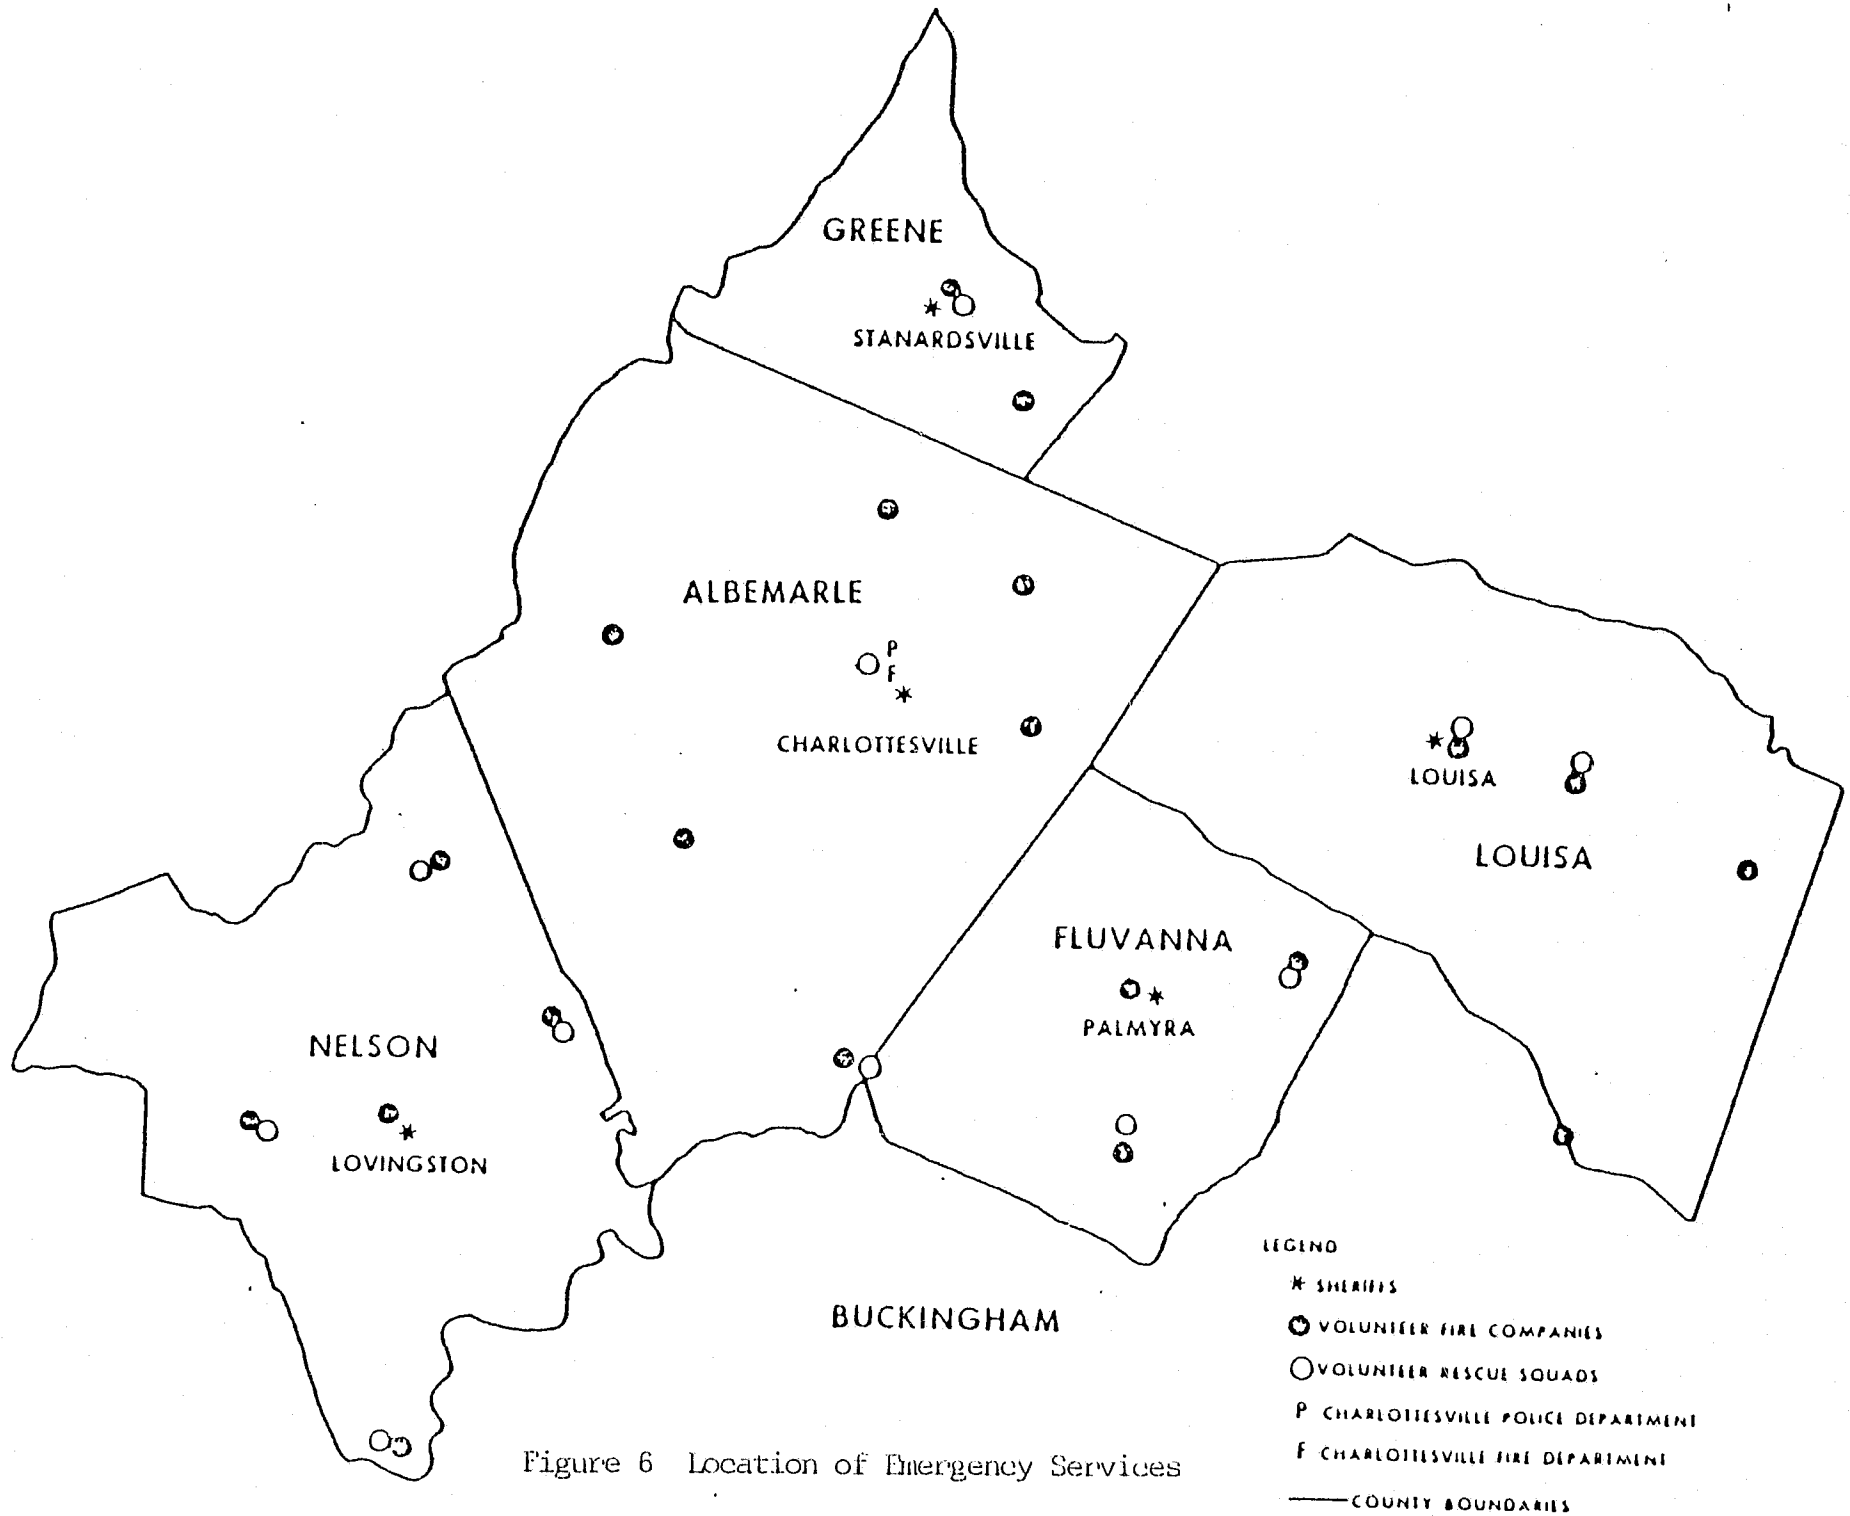 GREENE
STANARDSVILLE
ALBEMARLE
P
F
CHARLOTTESVILLE
LOUISA
LOUISA
FLUVANNA
PALMYRA
NELSON
LOVINGSTON
BUCKINGHAM
LEGEND
SHERIFFS
VOLUNTEER FIRE COMPANIES
VOLUNTEER RESCUE SQUADS
P CHARLOTTESVILLE POLICE DEPARTMENT
F CHARLOTTESVILLE FIRE DEPARTMENT
COUNTY BOUNDARIES
Figure 6 Location of Emergency Services